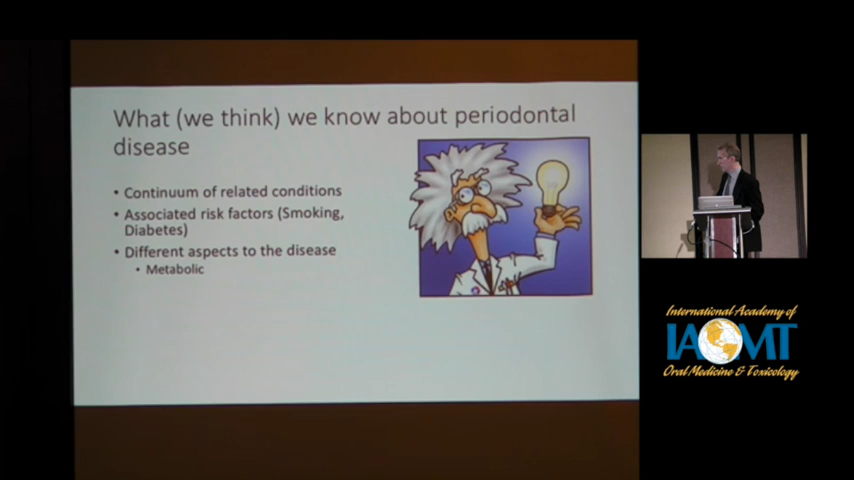 What (we think) we know about periodontal
disease
• Continuum of related conditions
• Associated risk factors (Smoking,
Diabetes)
• Different aspects to the disease
• Metabolic
International Academy of
IAOMT
Oral Medicine & Toxicology